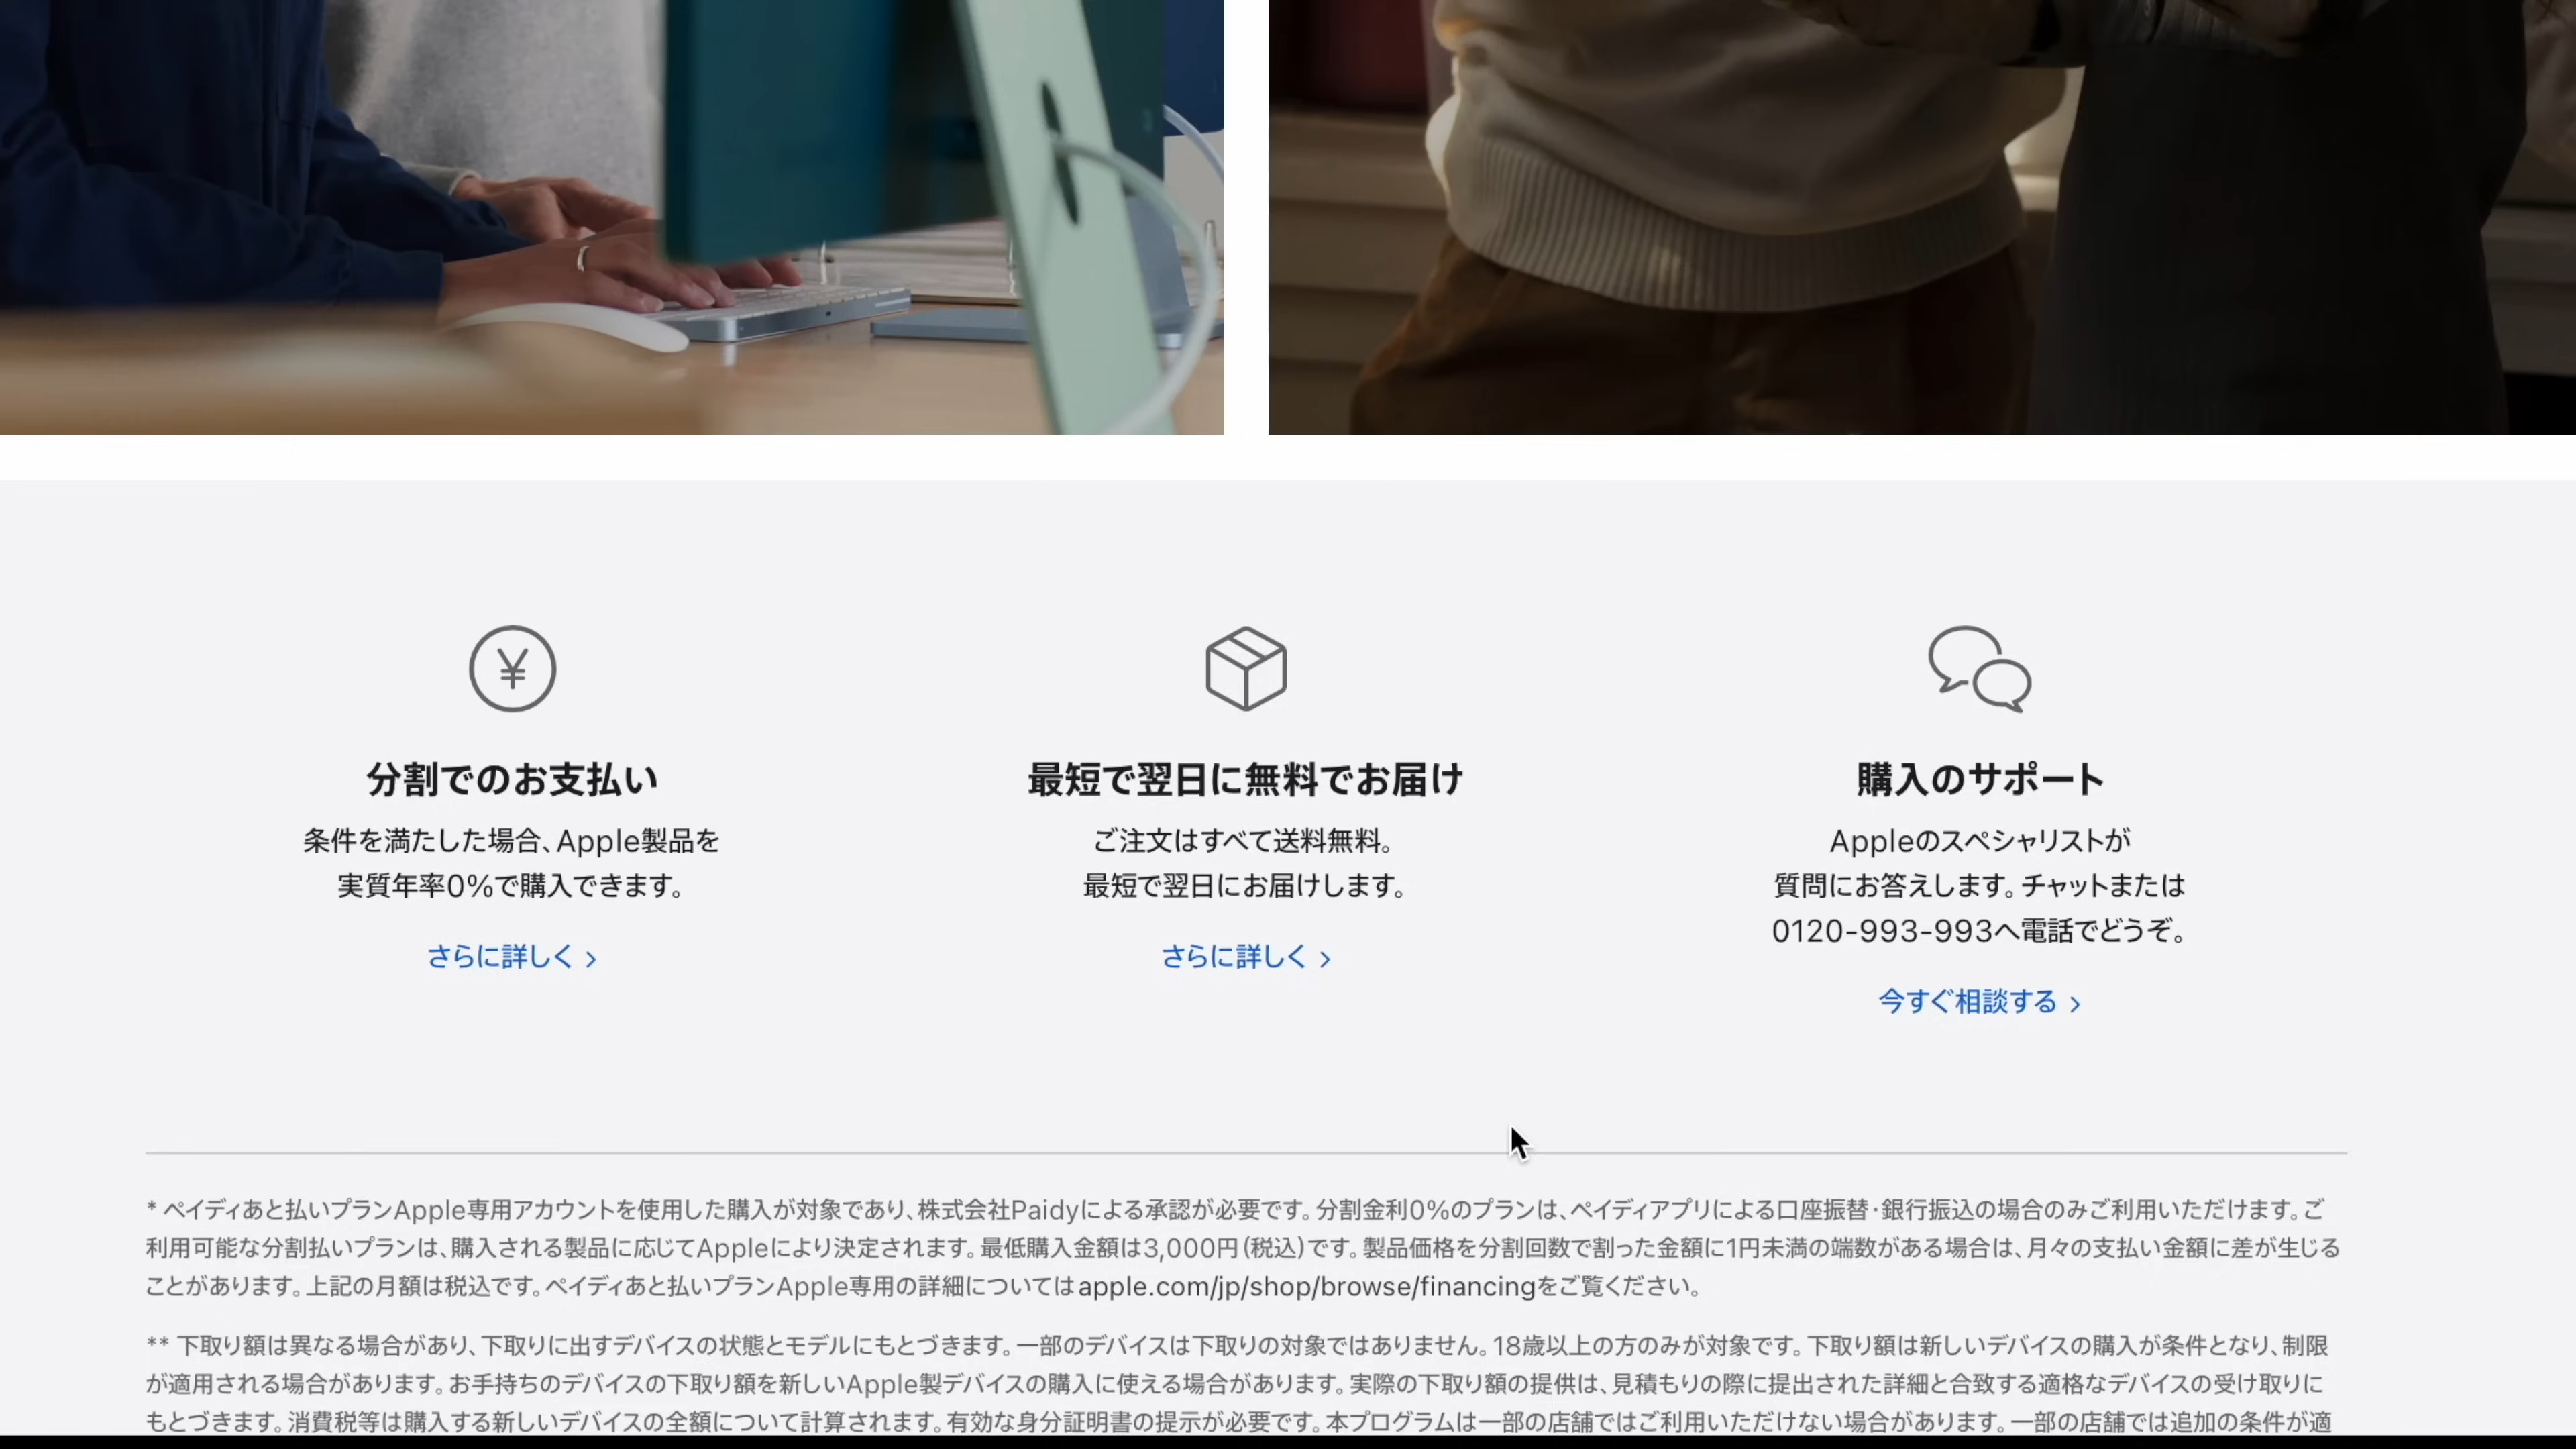 分割でのお支払い
条件を満たした場合、Apple製品を
実質年率0%で購入できます。
さらに詳しく
最短で翌日に無料でお届け
ご注文はすべて送料無料。
最短で翌日にお届けします。
さらに詳しく
購入のサポート
Appleのスペシャリストが
質問にお答えします。チャットまたは
0120-993-993へ電話でどうぞ。
今すぐ相談する
* ペイディあと払いプランApple専用アカウントを使用した購入が対象であり、株式会社Paidyによる承認が必要です。分割金利0%のプランは、ペイディアプリによる口座振替・銀行振込の場合のみご利用いただけます。ご
利用可能な分割払いプランは、購入される製品に応じてAppleにより決定されます。最低購入金額は3,000円(税込)です。製品価格を分割回数で割った金額に1円未満の端数がある場合は、月々の支払い金額に差が生じる
ことがあります。上記の月額は税込です。ペイディあと払いプランApple専用の詳細についてはapple.com/jp/shop/browse/financingをご覧ください。
** 下取り額は異なる場合があり、下取りに出すデバイスの状態とモデルにもとづきます。一部のデバイスは下取りの対象ではありません。18歳以上の方のみが対象です。下取り額は新しいデバイスの購入が条件となり、制限
が適用される場合があります。お手持ちのデバイスの下取り額を新しいApple製デバイスの購入に使える場合があります。実際の下取り額の提供は、見積もりの際に提出された詳細と合致する適格なデバイスの受け取りに
もとづきます。消費税等は購入する新しいデバイスの全額について計算されます。有効な身分証明書の提示が必要です。本プログラムは一部の店舗ではご利用いただけない場合があります。一部の店舗では追加の条件が適